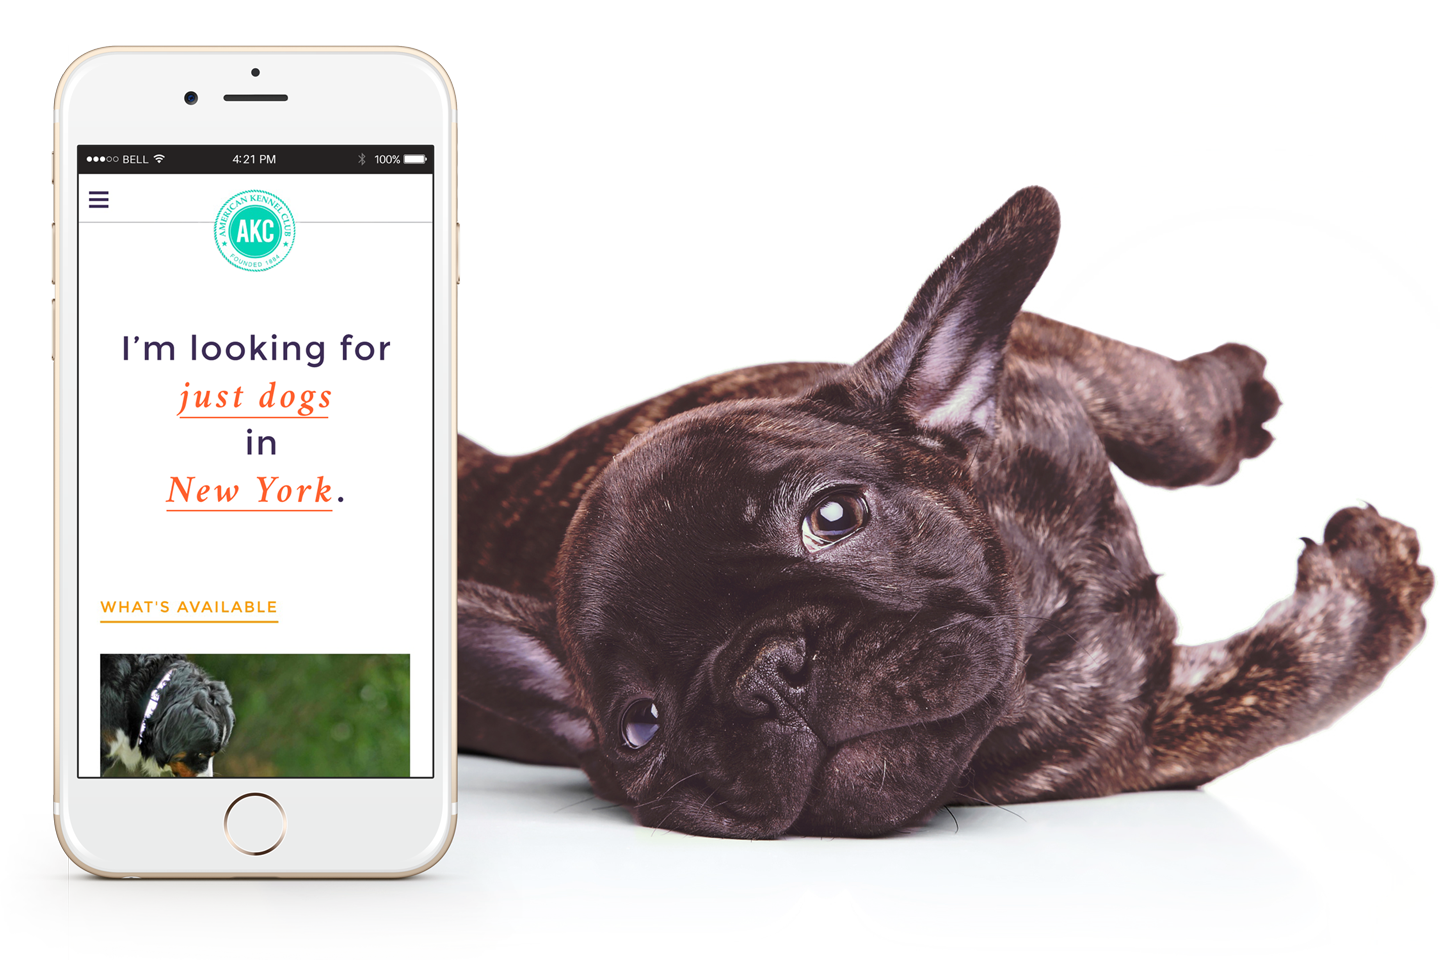 BELL
4:21 PM
100%
AMERICAN KENNEL CLUB
AKC
FOUNDED 1884
I'm looking for
just dogs
in
New York.
WHAT'S AVAILABLE